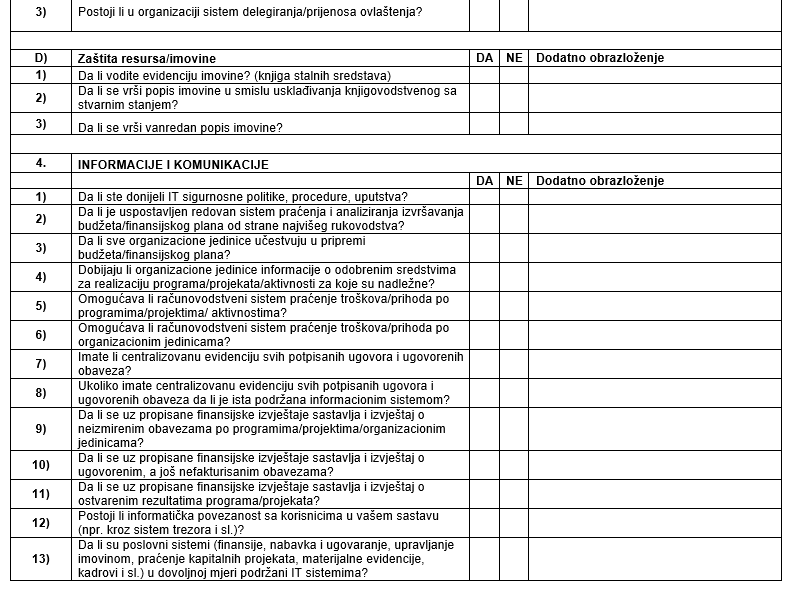 3) Postoji li u organizaciji sistem delegiranja/prijenosa ovlaštenja?
D) Zaštita resursa/imovine DA NE Dodatno obrazloženje
1) Da li vodite evidenciju imovine? (knjiga stalnih sredstava)
2) Da li se vrši popis imovine u smislu usklađivanja knjigovodstvenog sa
stvarnim stanjem?
3) Da li se vrši vanredan popis imovine?
4. INFORMACIJE I KOMUNIKACIJE
DA NE Dodatno obrazloženje
1) Da li ste donijeli IT sigurnosne politike, procedure, uputstva?
2) Da li je uspostavljen redovan sistem praćenja i analiziranja izvršavanja
budžeta/finansijskog plana od strane najvišeg rukovodstva?
3) Da li sve organizacione jedinice učestvuju u pripremi
budžeta/finansijskog plana?
4) Dobijaju li organizacione jedinice informacije o odobrenim sredstvima
za realizaciju programa/projekata/aktivnosti za koje su nadležne?
5) Omogućava li računovodstveni sistem praćenje troškova/prihoda po
programima/projektima/ aktivnostima?
6) Omogućava li računovodstveni sistem praćenje troškova/prihoda po
organizacionim jedinicama?
7) Imate li centralizovanu evidenciju svih potpisanih ugovora i ugovorenih
obaveza?
8) Ukoliko imate centralizovanu evidenciju svih potpisanih ugovora i
ugovorenih obaveza da li je ista podržana informacionim sistemom?
9) Da li se uz propisane finansijske izvještaje sastavlja i izvještaj o
neizmirenim obavezama po programima/projektima/organizacionim
jedinicama?
10) Da li se uz propisane finansijske izvještaje sastavlja i izvještaj o
ugovorenim, a još nefakturisanim obavezama?
11) Da li se uz propisane finansijske izvještaje sastavlja i izvještaj o
ostvarenim rezultatima programa/projekata?
12) Postoji li informatička povezanost sa korisnicima u vašem sastavu
(npr. kroz sistem trezora i sl.)?
13) Da li su poslovni sistemi (finansije, nabavka i ugovaranje, upravljanje
imovinom, praćenje kapitalnih projekata, materijalne evidencije,
kadrovi i sl.) u dovoljnoj mjeri podržani IT sistemima?